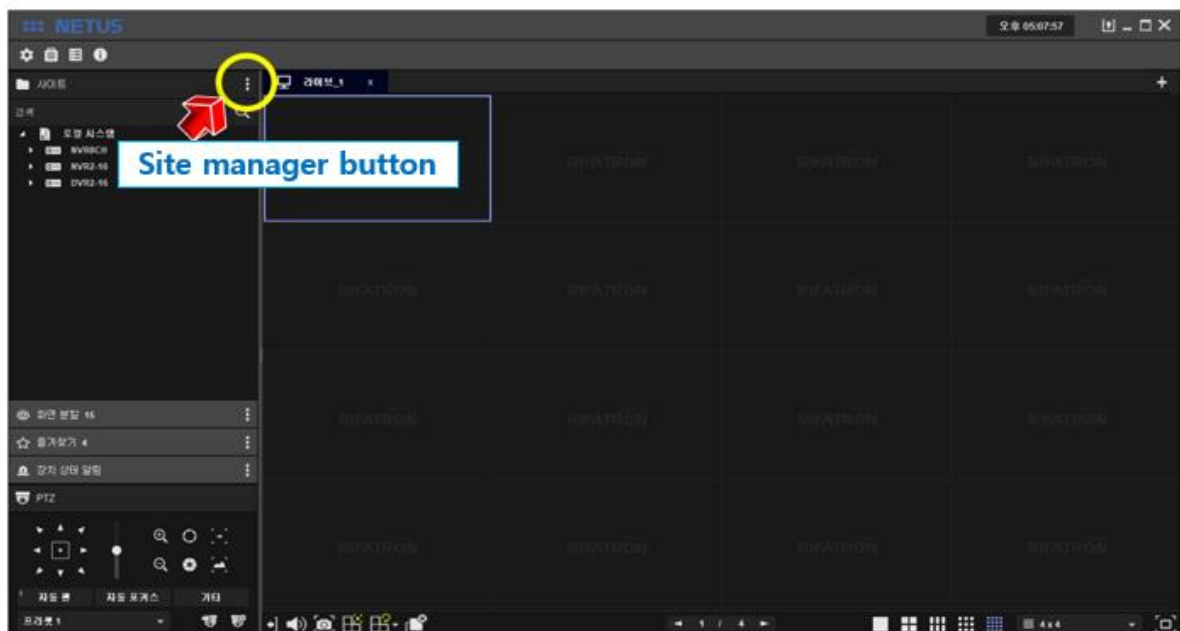 NETUS
오후 05:07:57
사이트
라이브_1
검색
로컬 시스템
NVR8CH
NVR2-16
DVR2-16
Site manager button
RIFATRON RIFATRON RIFATRON
RIFATRON RIFATRON RIFATRON RIFATRON
RIFATRON RIFATRON RIFATRON RIFATRON
RIFATRON RIFATRON RIFATRON RIFATRON
화면 분할 16
즐겨찾기 4
장치 상태 알림
PTZ
자동 팬 자동 포커스 기타
프리셋 1
1 / 4
4x4